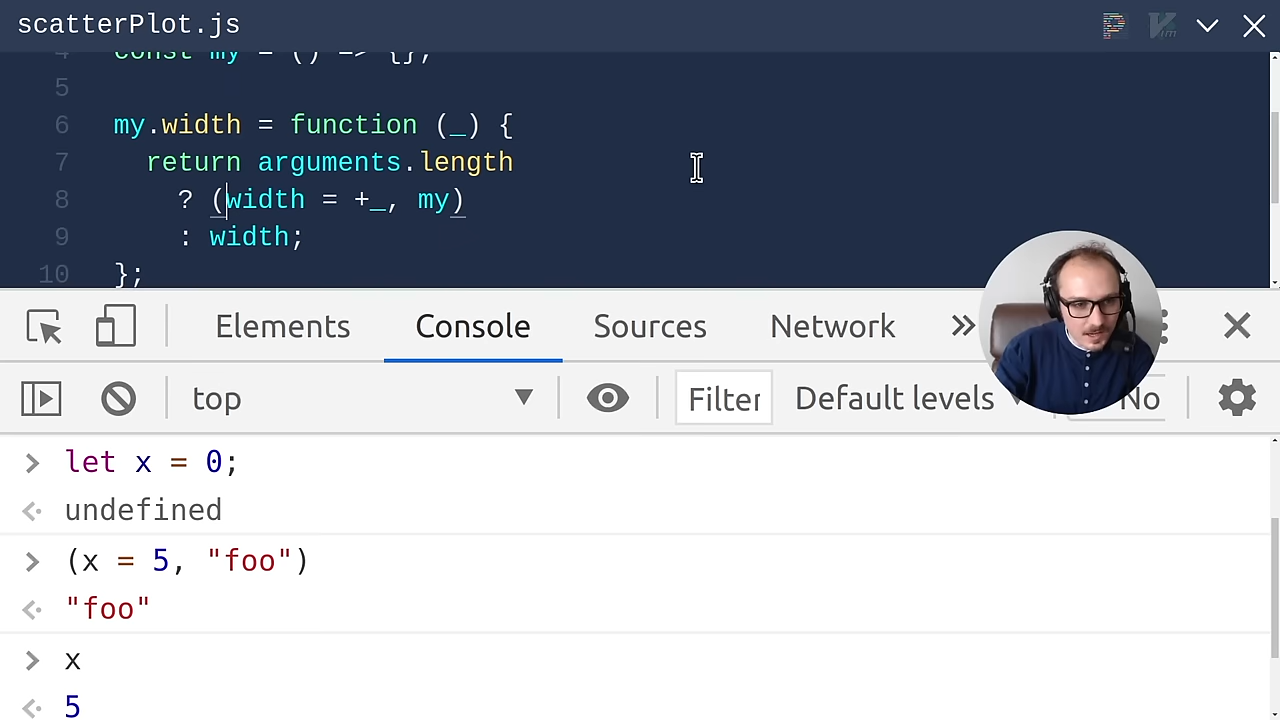 scatterPlot.js
4 const my = () => {};
5
6 my.width = function (_) {
7 return arguments.length
8 ? (width = +_, my)
9 : width;
10 };
Elements Console Sources Network
top Filter Default levels No
> let x = 0;
undefined
> (x = 5, "foo")
"foo"
> x
5